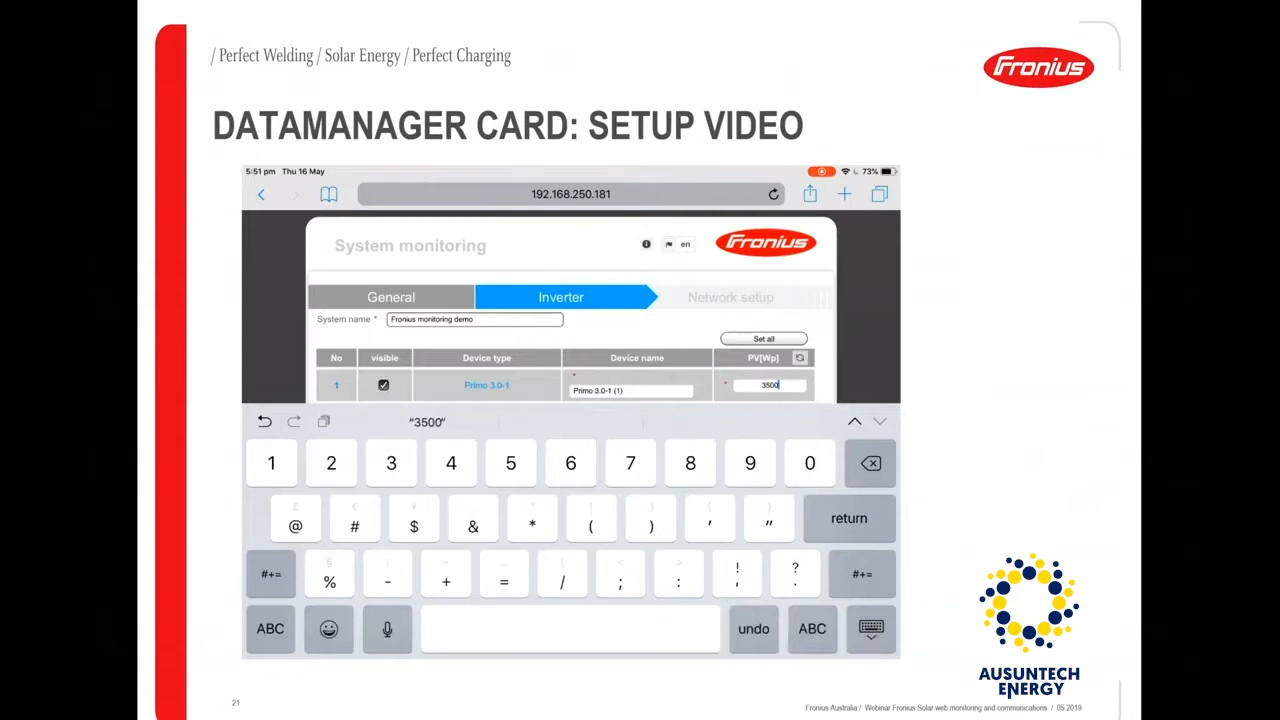 / Perfect Welding / Solar Energy / Perfect Charging
Fronius
DATAMANAGER CARD: SETUP VIDEO
5:51 pm Thu 16 May
73%
192.168.250.181
System monitoring
en
Fronius
General
Inverter
Network setup
System name *
Fronius monitoring demo
Set all
No
visible
Device type
Device name
PV[Wp]
1
Primo 3.0-1
*
Primo 3.0-1 (1)
*
3500
"3500"
1 2 3 4 5 6 7 8 9 0
@ # $ & * ( ) ' "
return
#+= % - + = / ; : ! , ? . #+=
ABC
undo
ABC
AUSUNTECH
ENERGY
21
Fronius Australia / Webinar Fronius Solar web monitoring and communications / 05.2019